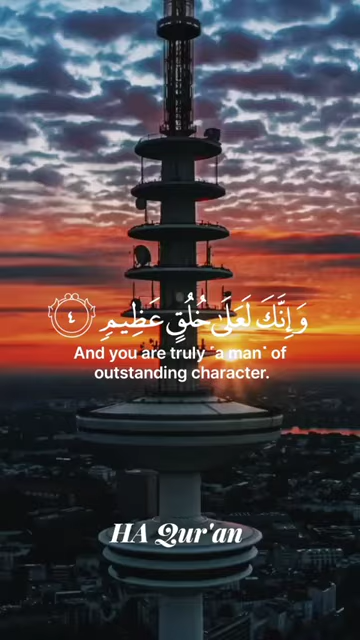 وَإِنَّكَ لَعَلَىٰ خُلُقٍ عَظِيمٍ ٤
And you are truly ˹a man˺ of
outstanding character.
HA Qur'an